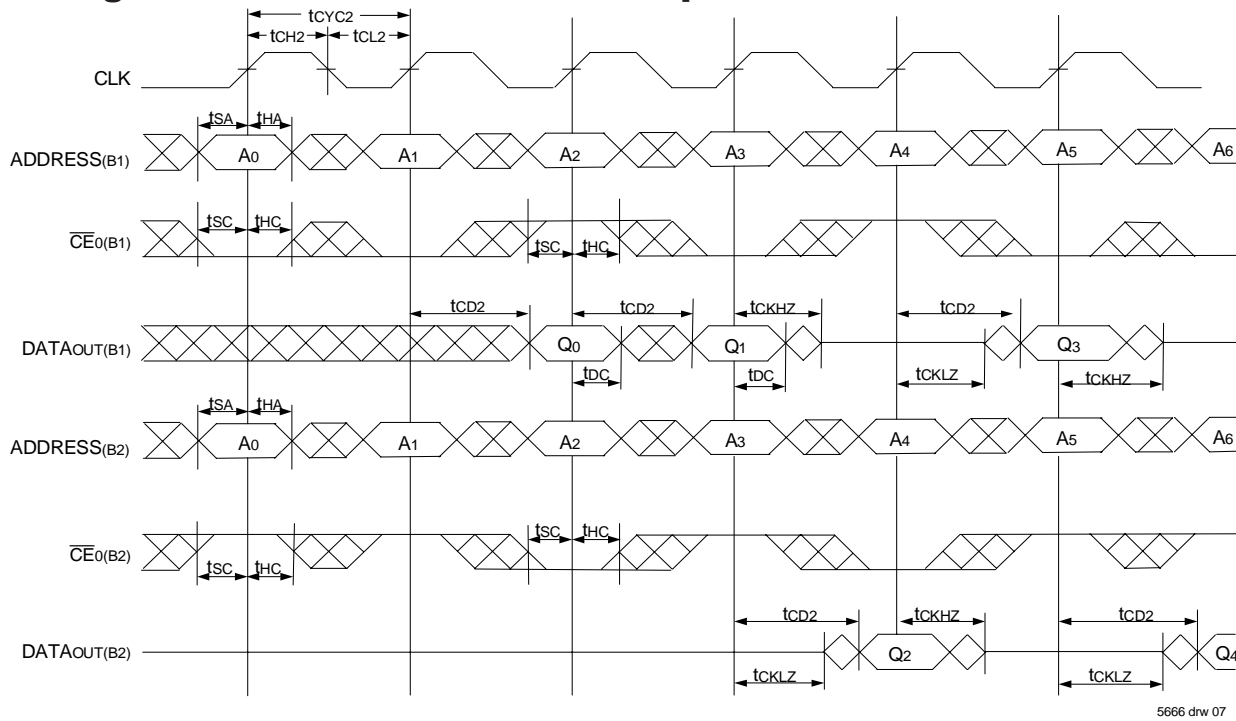 tCYC2
tCH2 tCL2
CLK
tSA tHA
ADDRESS(B1) A0 A1 A2 A3 A4 A5 A6
tSC tHC
CE0(B1)
tSC tHC
tCD2 tCD2 tCKHZ tCD2
DATAOUT(B1) Q0 Q1 Q3
tDC tDC tCKLZ tCKHZ
tSA tHA
ADDRESS(B2) A0 A1 A2 A3 A4 A5 A6
tSC tHC
CE0(B2)
tSC tHC
tCD2 tCKHZ tCD2
DATAOUT(B2) Q2 Q4
tCKLZ tCKLZ
5666 drw 07